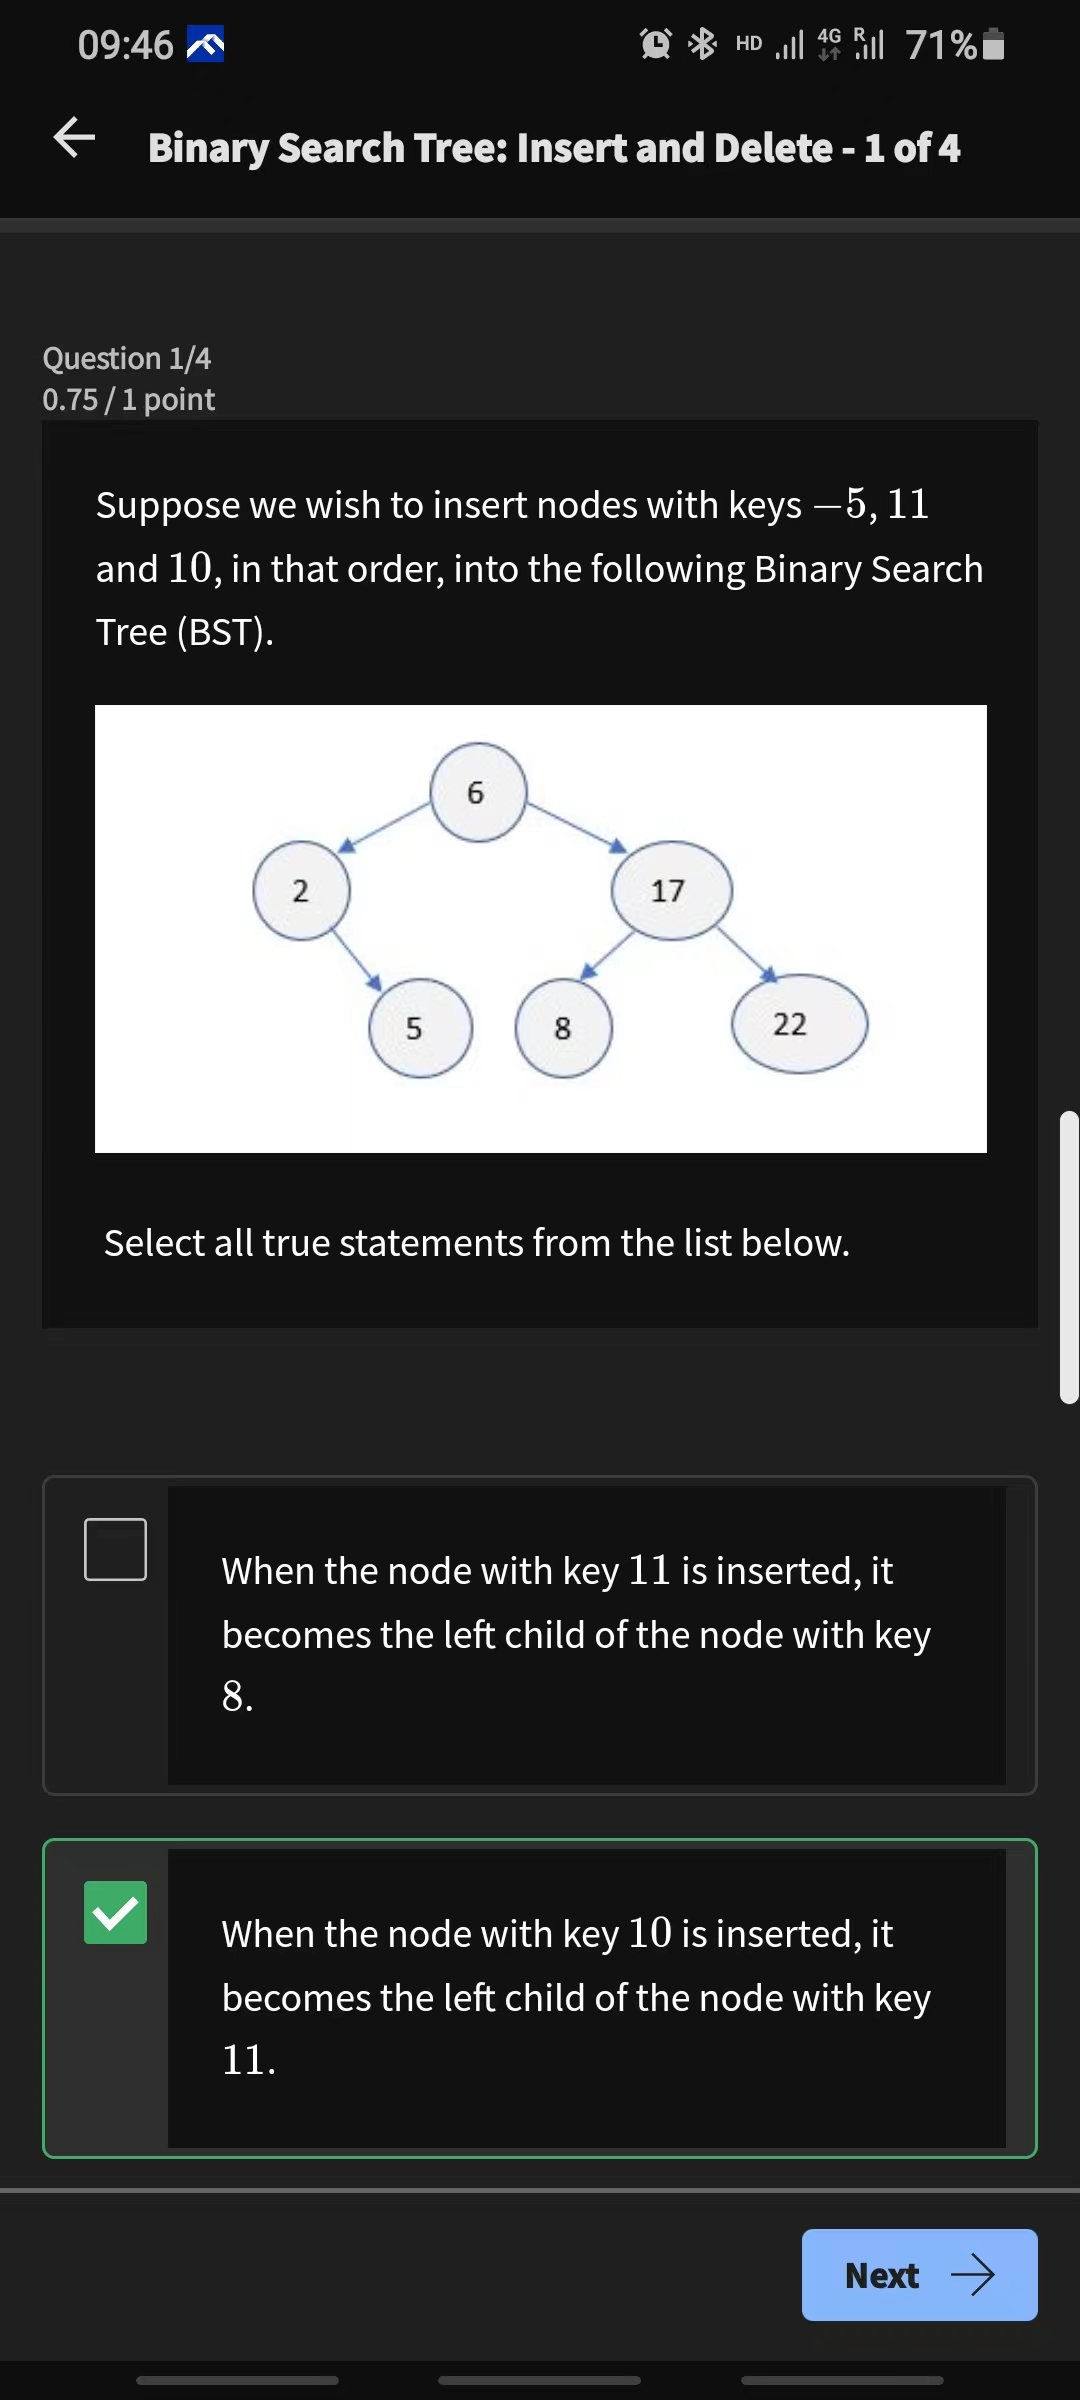 09:46 HD 4G R 71%
Binary Search Tree: Insert and Delete - 1 of 4
Question 1/4
0.75 / 1 point
Suppose we wish to insert nodes with keys −5, 11
and 10, in that order, into the following Binary Search
Tree (BST).
6
2 17
5 8 22
Select all true statements from the list below.
When the node with key 11 is inserted, it
becomes the left child of the node with key
8.
When the node with key 10 is inserted, it
becomes the left child of the node with key
11.
Next